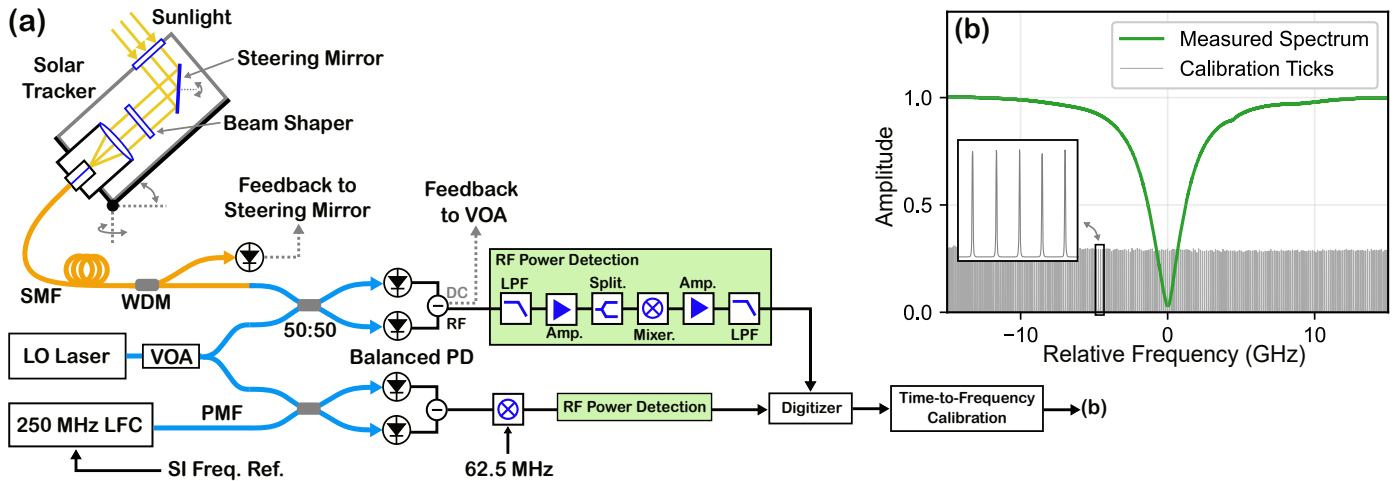 (a)
Sunlight
Solar
Tracker
Steering Mirror
Beam Shaper
Feedback to
Steering Mirror
Feedback
to VOA
SMF
WDM
50:50
DC
RF
RF Power Detection
LPF
Split.
Amp.
Amp.
Mixer.
LPF
LO Laser
VOA
Balanced PD
PMF
250 MHz LFC
SI Freq. Ref.
62.5 MHz
RF Power Detection
Digitizer
Time-to-Frequency
Calibration
(b)
(b)
Measured Spectrum
Calibration Ticks
Amplitude
1.0
0.5
0.0
−10
0
10
Relative Frequency (GHz)